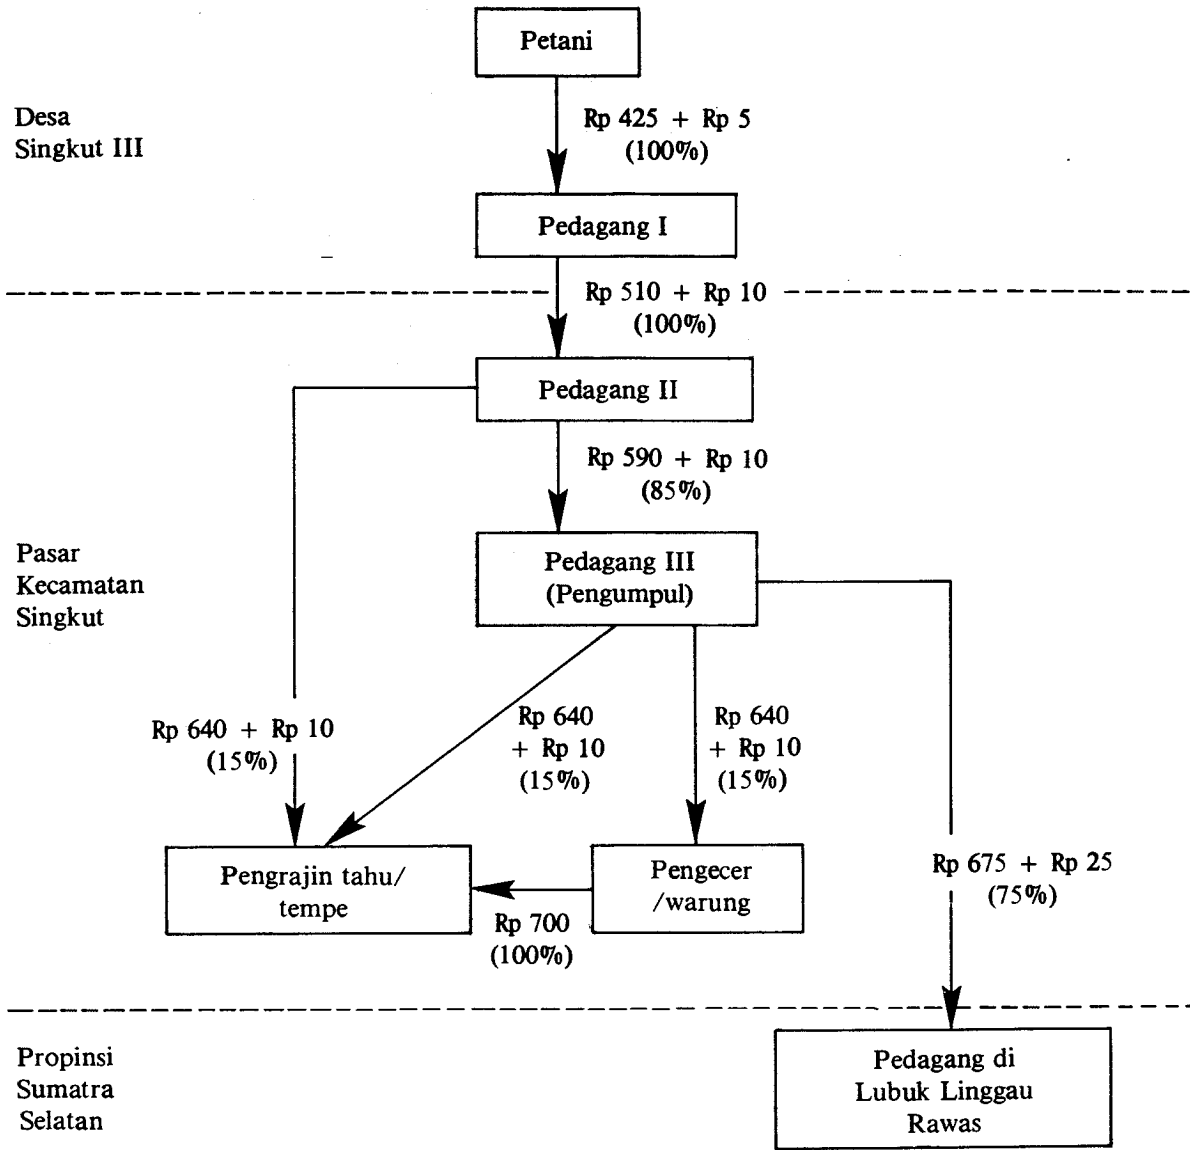 Petani
Desa
Singkut III
Rp 425 + Rp 5
(100%)
Pedagang I
Rp 510 + Rp 10
(100%)
Pedagang II
Rp 590 + Rp 10
(85%)
Pasar
Kecamatan
Singkut
Pedagang III
(Pengumpul)
Rp 640 + Rp 10
(15%)
Rp 640
+ Rp 10
(15%)
Rp 640
+ Rp 10
(15%)
Rp 675 + Rp 25
(75%)
Pengrajin tahu/
tempe
Rp 700
(100%)
Pengecer
/warung
Propinsi
Sumatra
Selatan
Pedagang di
Lubuk Linggau
Rawas